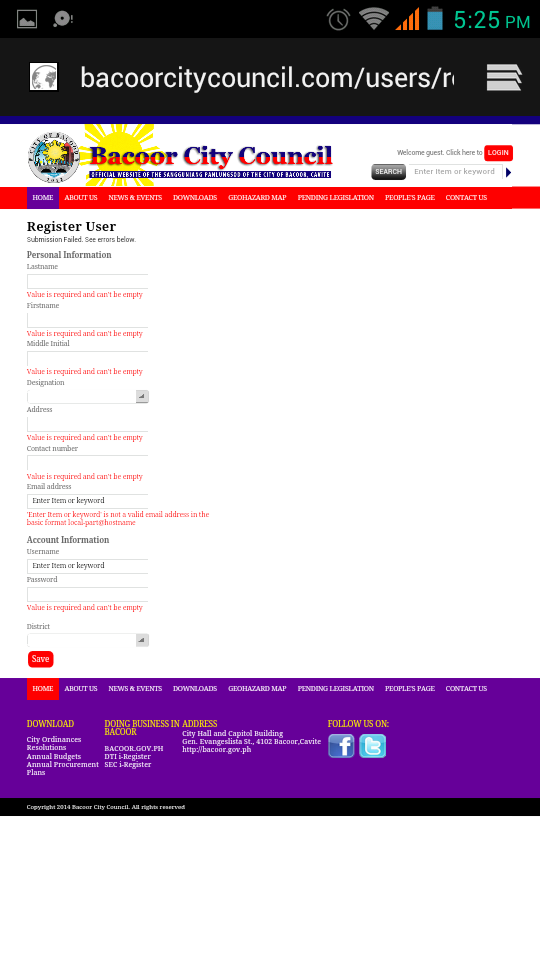 5:25 PM
bacoorcitycouncil.com/users/re
Bacoor City Council
OFFICIAL WEBSITE OF THE SANGGUNIANG PANLUNGSOD OF THE CITY OF BACOOR, CAVITE
Welcome guest. Click here to LOGIN
SEARCH Enter Item or keyword
HOME ABOUT US NEWS & EVENTS DOWNLOADS GEOHAZARD MAP PENDING LEGISLATION PEOPLE'S PAGE CONTACT US
Register User
Submission Failed. See errors below.
Personal Information
Lastname
Value is required and can't be empty
Firstname
Value is required and can't be empty
Middle Initial
Value is required and can't be empty
Designation
Address
Value is required and can't be empty
Contact number
Value is required and can't be empty
Email address
Enter Item or keyword
'Enter Item or keyword' is not a valid email address in the
basic format local-part@hostname
Account Information
Username
Enter Item or keyword
Password
Value is required and can't be empty
District
Save
HOME ABOUT US NEWS & EVENTS DOWNLOADS GEOHAZARD MAP PENDING LEGISLATION PEOPLE'S PAGE CONTACT US
DOWNLOAD
City Ordinances
Resolutions
Annual Budgets
Annual Procurement
Plans
DOING BUSINESS IN
BACOOR
BACOOR.GOV.PH
DTI i-Register
SEC i-Register
ADDRESS
City Hall and Capitol Building
Gen. Evangeslista St., 4102 Bacoor,Cavite
http://bacoor.gov.ph
FOLLOW US ON:
Copyright 2014 Bacoor City Council. All rights reserved